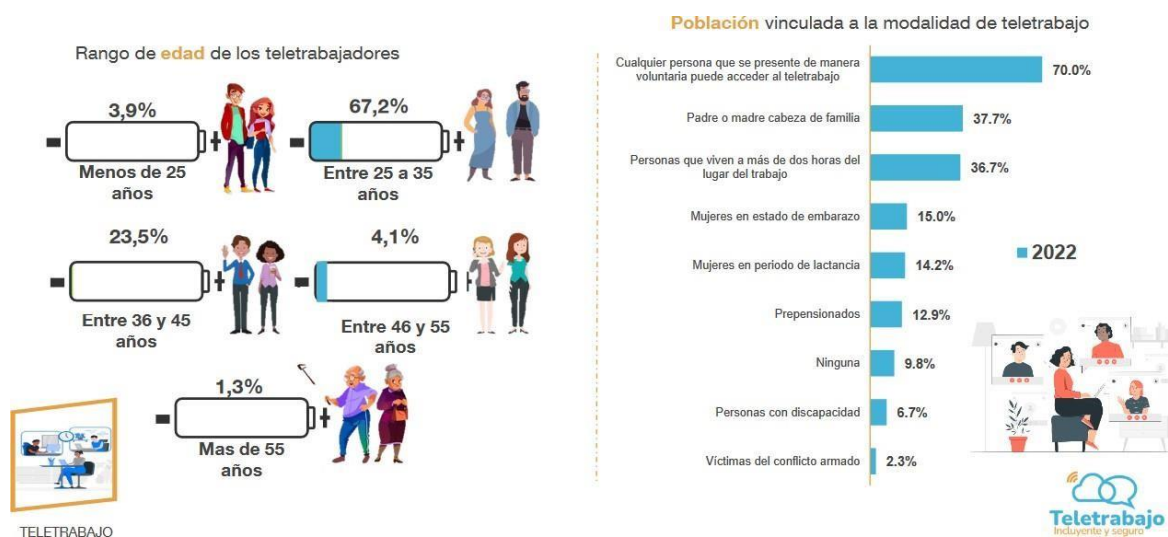 Rango de edad de los teletrabajadores
3,9%
Menos de 25
años
67,2%
Entre 25 a 35
años
23,5%
Entre 36 y 45
años
4,1%
Entre 46 y 55
años
1,3%
Mas de 55
años
TELETRABAJO
Población vinculada a la modalidad de teletrabajo
Cualquier persona que se presente de manera
voluntaria puede acceder al teletrabajo
70.0%
Padre o madre cabeza de familia
37.7%
Personas que viven a más de dos horas del
lugar del trabajo
36.7%
Mujeres en estado de embarazo
15.0%
Mujeres en periodo de lactancia
14.2%
Prepensionados
12.9%
Ninguna
9.8%
Personas con discapacidad
6.7%
Víctimas del conflicto armado
2.3%
2022
Teletrabajo
Incluyente y seguro